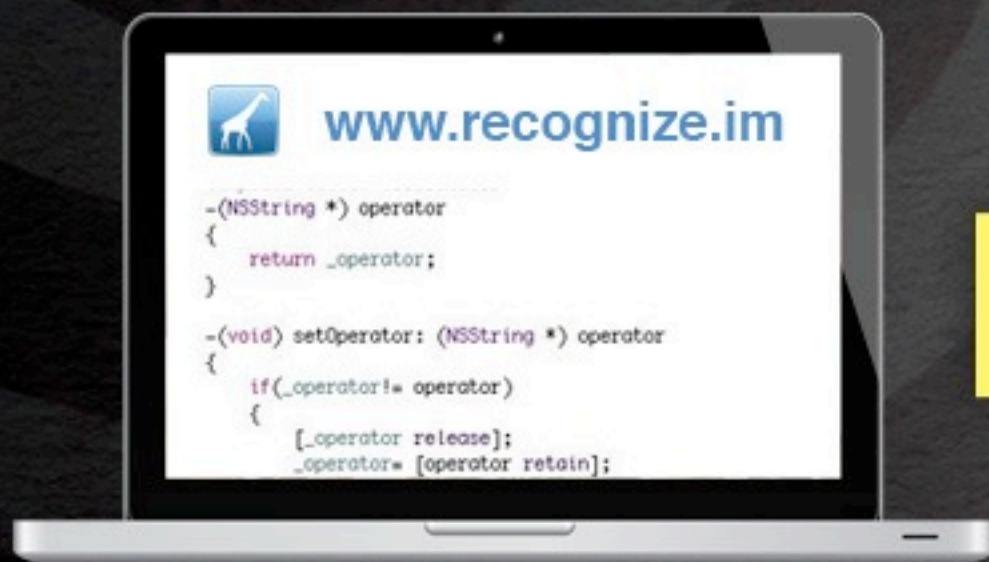 www.recognize.im
-(NSString *) operator
{
return _operator;
}
-(void) setOperator: (NSString *) operator
{
if(_operator!= operator)
{
[_operator release];
_operator= [operator retain];